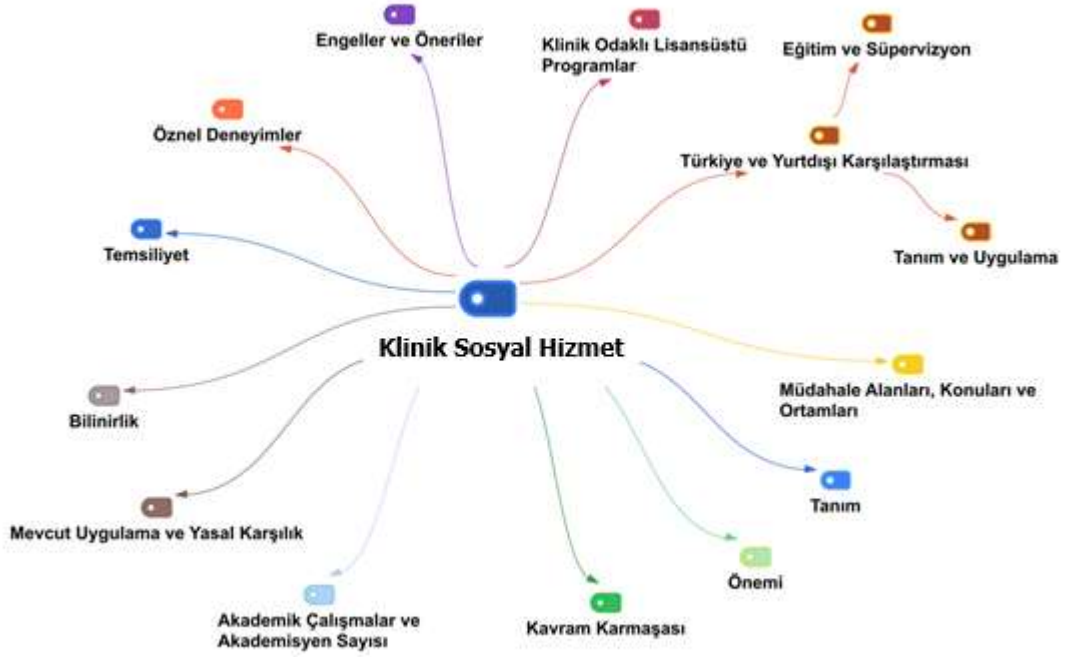 Engeller ve Öneriler
Klinik Odaklı Lisansüstü
Programlar
Eğitim ve Süpervizyon
Öznel Deneyimler
Türkiye ve Yurtdışı Karşılaştırması
Temsiliyet
Tanım ve Uygulama
Klinik Sosyal Hizmet
Müdahale Alanları, Konuları ve
Ortamları
Bilinirlik
Tanım
Mevcut Uygulama ve Yasal Karşılık
Önemi
Akademik Çalışmalar ve
Akademisyen Sayısı
Kavram Karmaşası